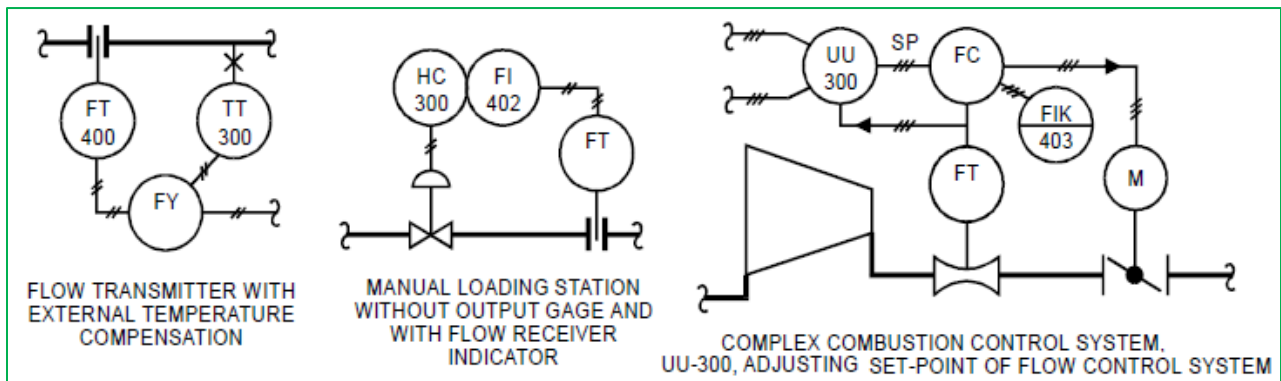 FT
400
TT
300
FY
FLOW TRANSMITTER WITH
EXTERNAL TEMPERATURE
COMPENSATION
HC
300
FI
402
FT
MANUAL LOADING STATION
WITHOUT OUTPUT GAGE AND
WITH FLOW RECEIVER
INDICATOR
UU
300
SP
FC
FIK
403
FT
M
COMPLEX COMBUSTION CONTROL SYSTEM,
UU-300, ADJUSTING SET-POINT OF FLOW CONTROL SYSTEM